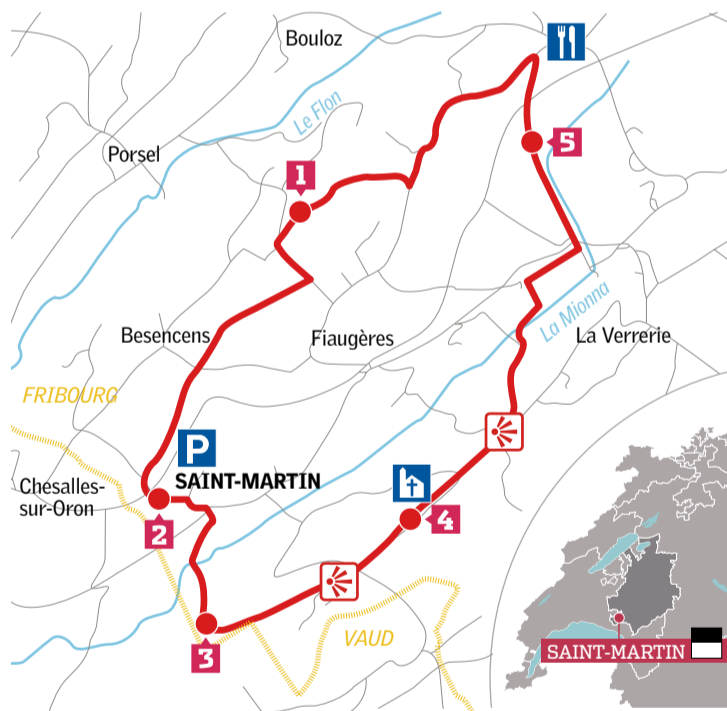 Bouloz
Le Flon
Porsel
1
5
La Mionna
Besencens
Fiaugères
La Verrerie
FRIBOURG
P
SAINT-MARTIN
Chesalles-
sur-Oron
2
4
3
VAUD
SAINT-MARTIN